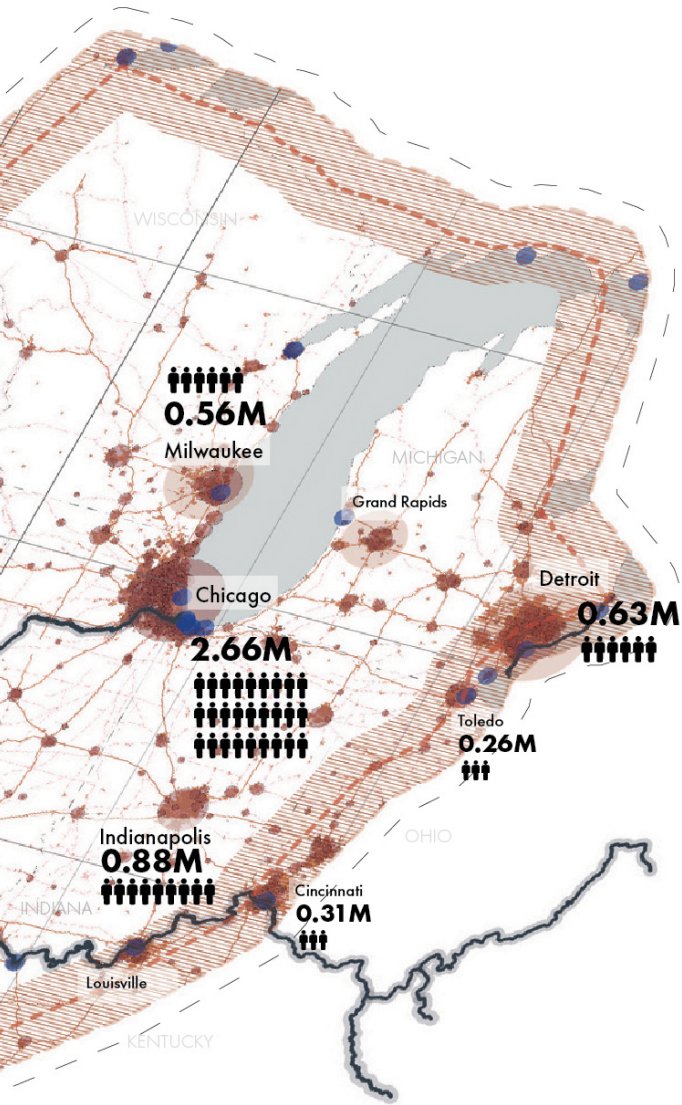 WISCONSIN
0.56M
Milwaukee
MICHIGAN
Grand Rapids
Detroit
Chicago
0.63M
2.66M
Toledo
0.26M
OHIO
Indianapolis
0.88M
Cincinnati
INDIANA
0.31M
Louisville
KENTUCKY